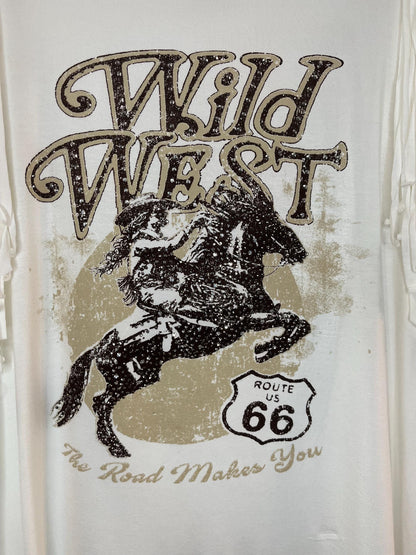 Wild
WEST
ROUTE
US
66
The Road Makes You